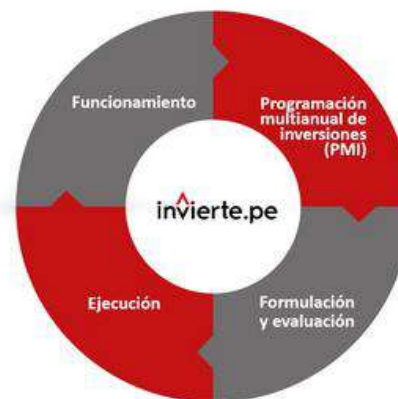 Funcionamiento
Programación
multianual de
inversiones
(PMI)
invierte.pe
Ejecución
Formulación
y evaluación